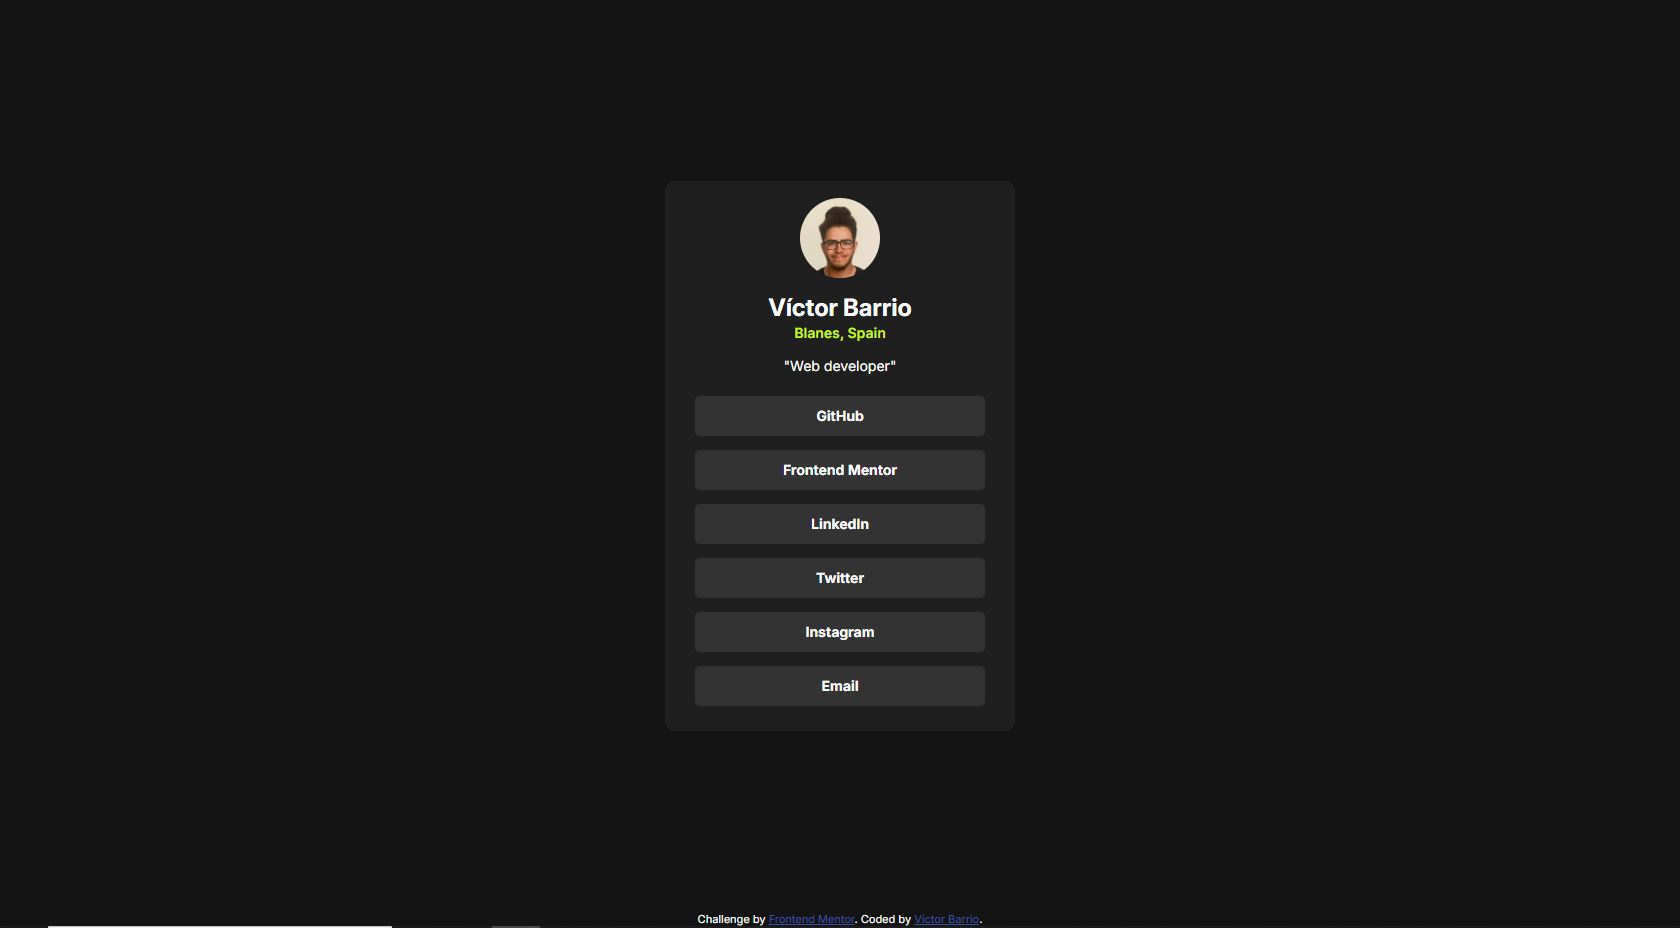 Víctor Barrio
Blanes, Spain
"Web developer"
GitHub
Frontend Mentor
LinkedIn
Twitter
Instagram
Email
Challenge by Frontend Mentor. Coded by Víctor Barrio.